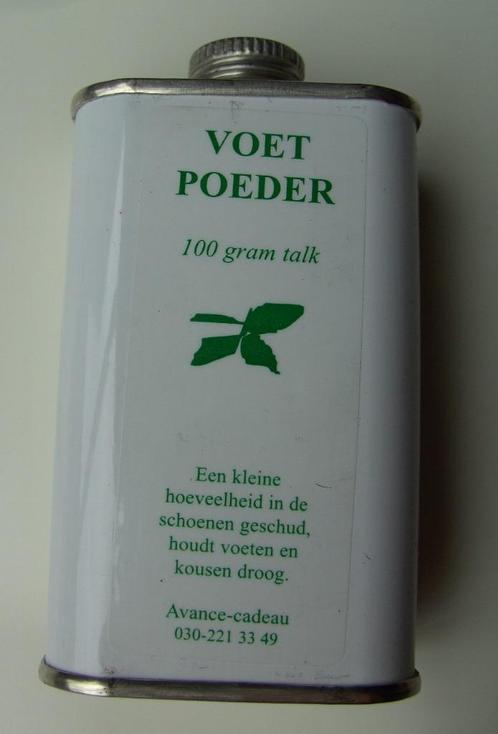 VOET
POEDER
100 gram talk
Een kleine
hoeveelheid in de
schoenen geschud,
houdt voeten en
kousen droog.
Avance-cadeau
030-221 33 49